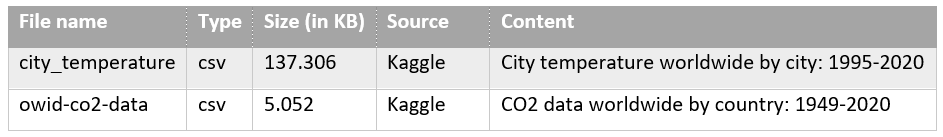 File name Type Size (in KB) Source Content
city_temperature csv 137.306 Kaggle City temperature worldwide by city: 1995-2020
owid-co2-data csv 5.052 Kaggle CO2 data worldwide by country: 1949-2020